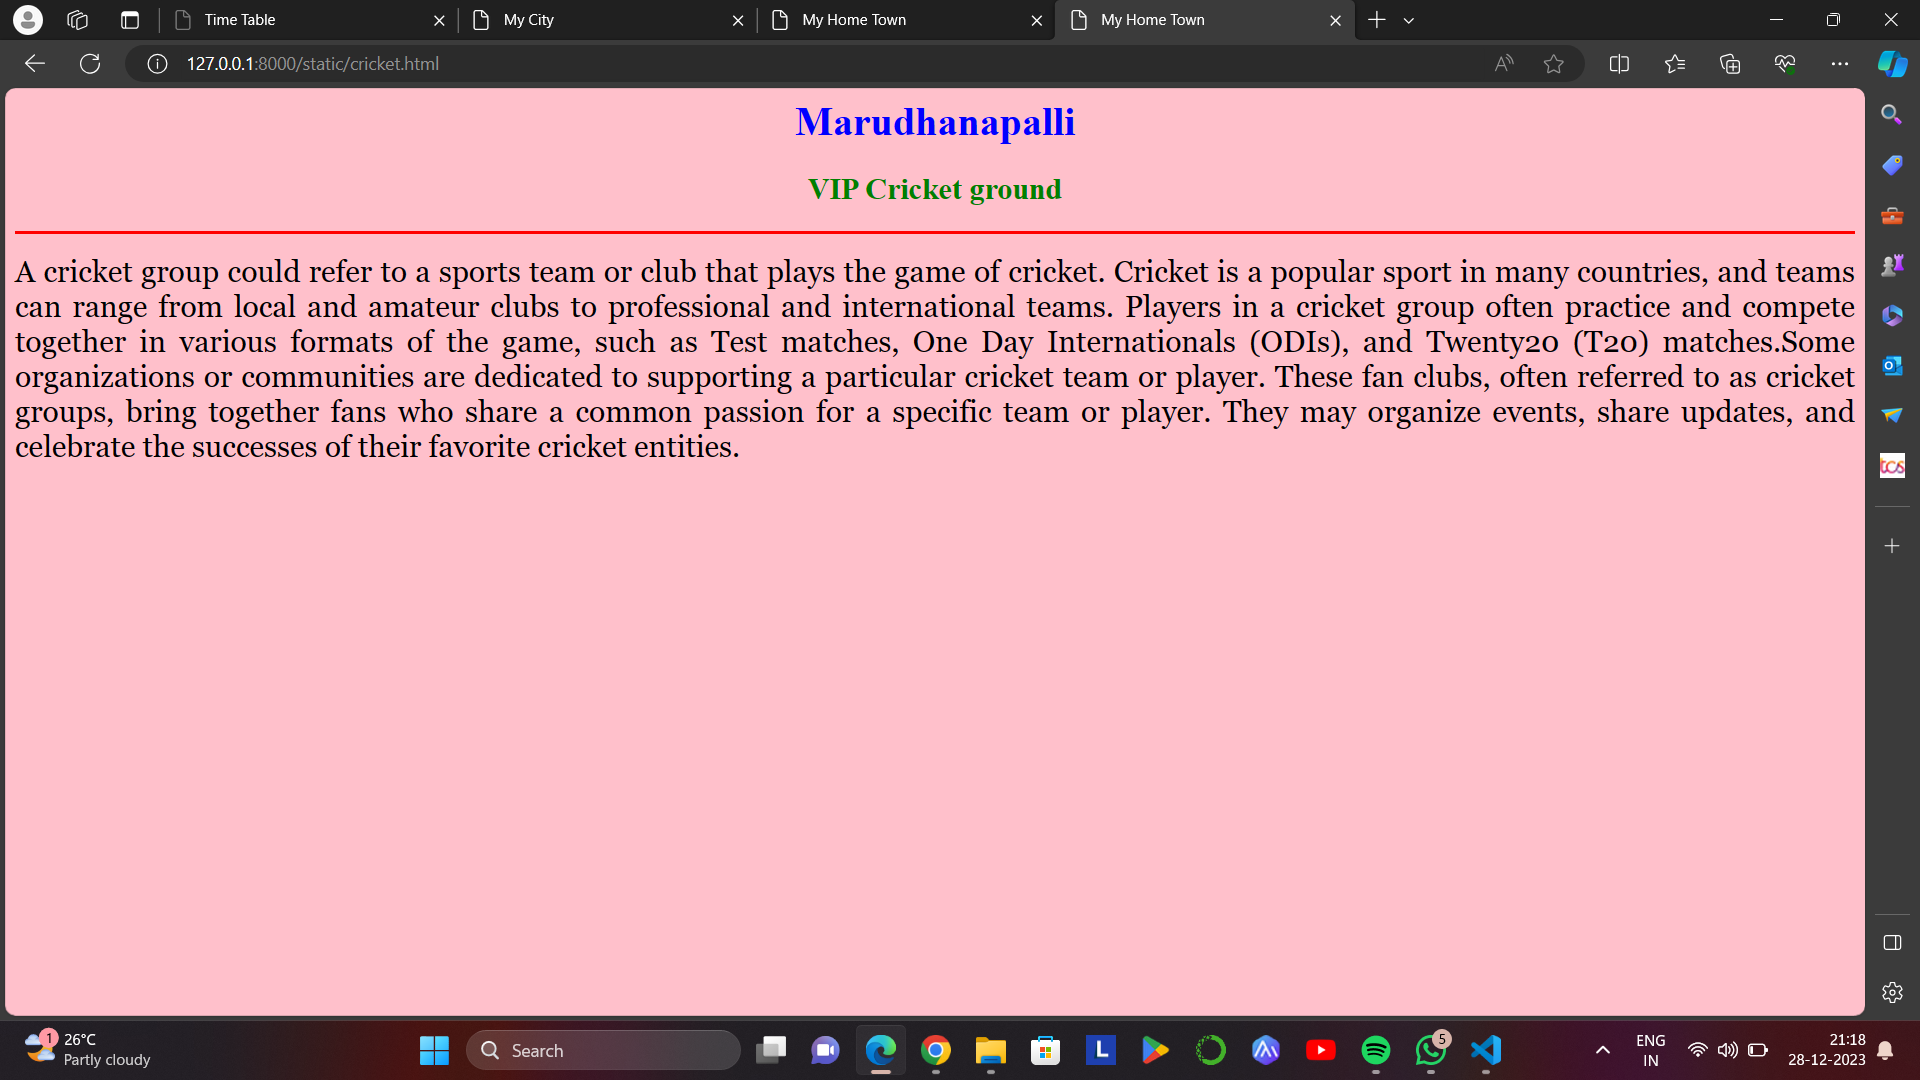 Time Table
My City
My Home Town
My Home Town
127.0.0.1:8000/static/cricket.html
Marudhanapalli
VIP Cricket ground
A cricket group could refer to a sports team or club that plays the game of cricket. Cricket is a popular sport in many countries, and teams
can range from local and amateur clubs to professional and international teams. Players in a cricket group often practice and compete
together in various formats of the game, such as Test matches, One Day Internationals (ODIs), and Twenty20 (T20) matches.Some
organizations or communities are dedicated to supporting a particular cricket team or player. These fan clubs, often referred to as cricket
groups, bring together fans who share a common passion for a specific team or player. They may organize events, share updates, and
celebrate the successes of their favorite cricket entities.
tcs
1
26°C
Partly cloudy
Search
L
5
ENG
IN
21:18
28-12-2023